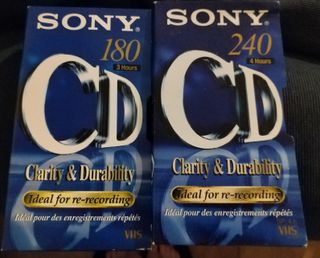 SONY
180
3 Hours
CD
Clarity & Durability
Ideal for re-recording
Idéal pour des enregistrements répétés
VHS
SONY
240
4 Hours
CD
Clarity & Durability
Ideal for re-recording
Idéal pour des enregistrements répétés
VHS